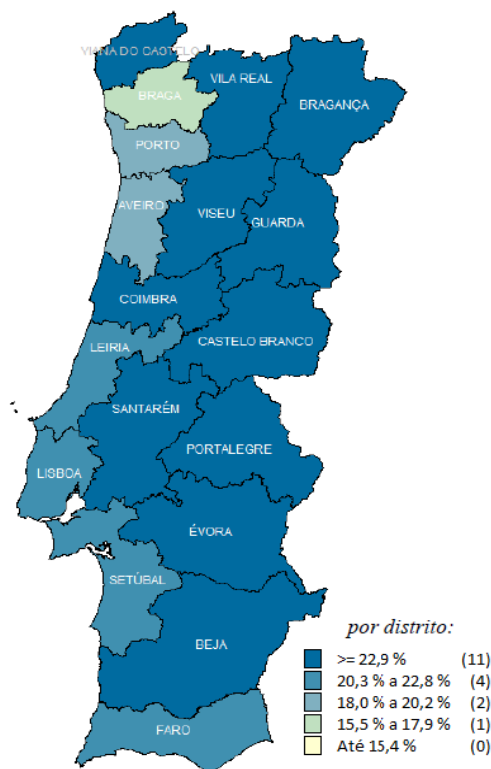 VIANA DO CASTELO
BRAGA
VILA REAL
BRAGANÇA
PORTO
AVEIRO
VISEU
GUARDA
COIMBRA
LEIRIA
CASTELO BRANCO
SANTARÉM
PORTALEGRE
LISBOA
ÉVORA
SETÚBAL
BEJA
FARO
por distrito:
>= 22,9 % (11)
20,3 % a 22,8 % (4)
18,0 % a 20,2 % (2)
15,5 % a 17,9 % (1)
Até 15,4 % (0)